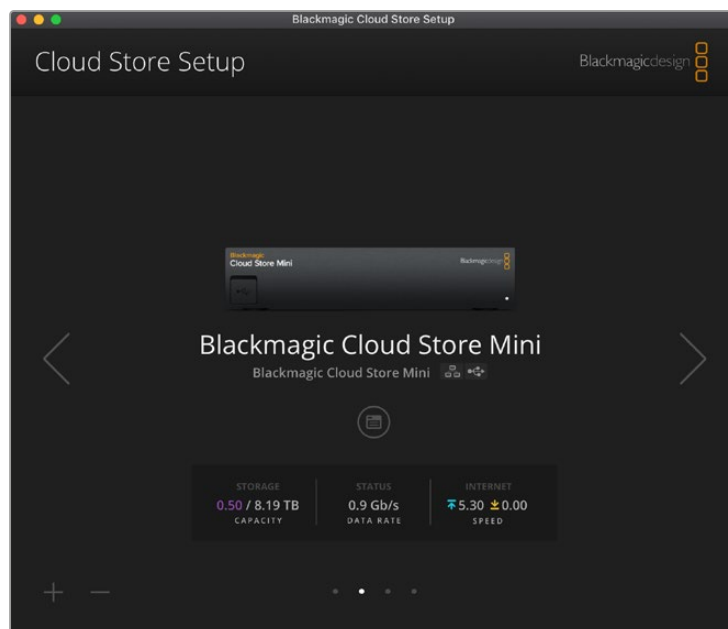 Blackmagic Cloud Store Setup
Cloud Store Setup
Blackmagicdesign
Blackmagic
Cloud Store Mini
Blackmagicdesign
Blackmagic Cloud Store Mini
Blackmagic Cloud Store Mini
STORAGE
0.50 / 8.19 TB
CAPACITY
STATUS
0.9 Gb/s
DATA RATE
INTERNET
5.30 0.00
SPEED